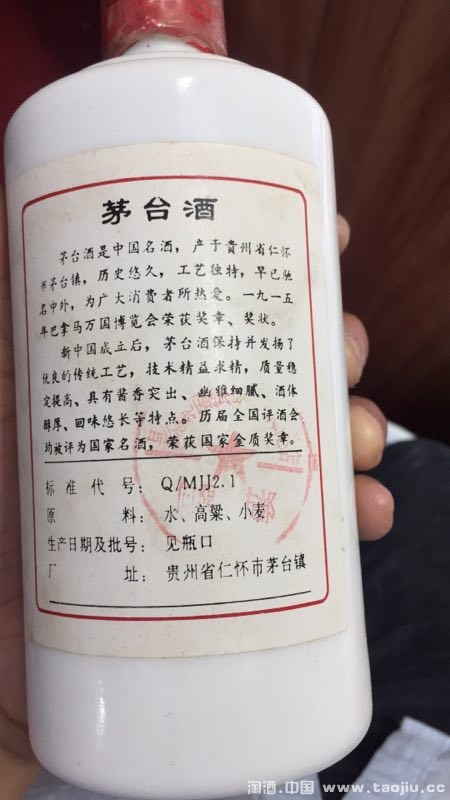 茅台酒
茅台酒是中国名酒，产于贵州省仁怀
市茅台镇，历史悠久，工艺独特，早已驰
名中外，为广大消费者所热爱。一九一五
年巴拿马万国博览会荣获奖章、奖状。
新中国成立后，茅台酒保持并发扬了
优良的传统工艺，技术精益求精，质量稳
定提高、具有酱香突出、幽雅细腻、酒体
醇厚、回味悠长等特点。历届全国评酒会
均被评为国家名酒，荣获国家金质奖章。
标准代号：Q/MJJ2.1
原料：水、高粱、小麦
生产日期及批号：见瓶口
厂址：贵州省仁怀市茅台镇
淘酒.中国 www.taojiu.cc